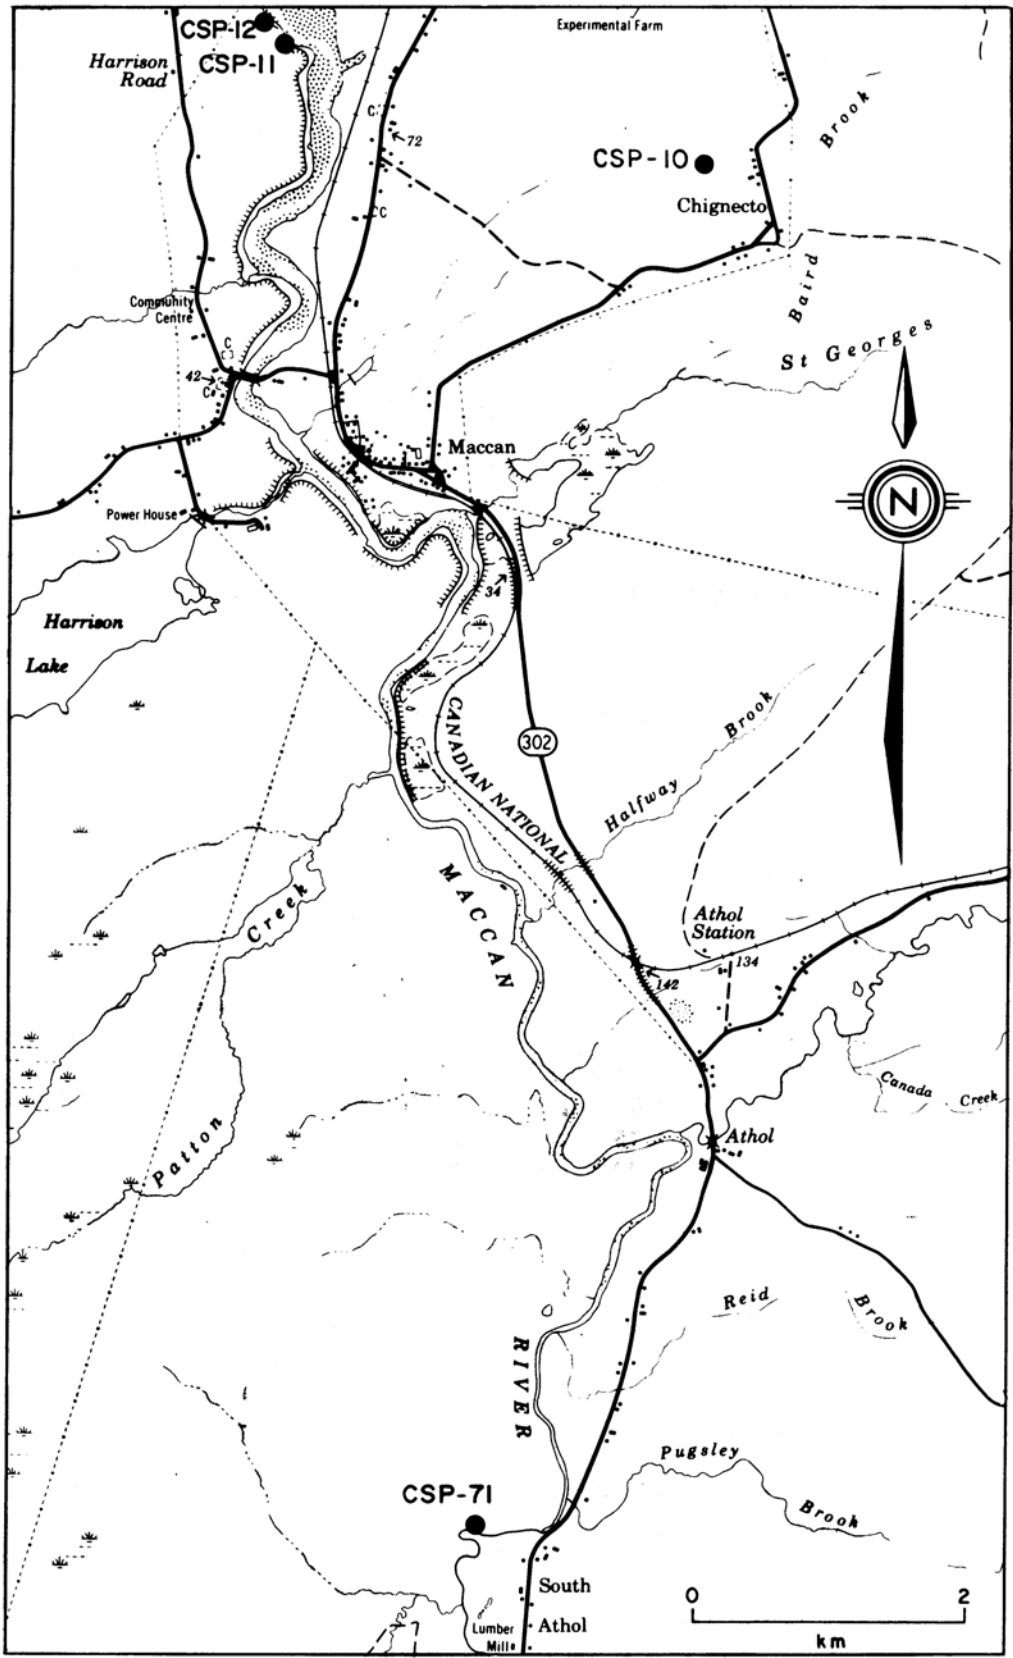 CSP-12
Experimental Farm
CSP-11
Harrison
Road
C
72
Brook
CSP-10
Chignecto
CC
Baird
Community
Centre
St Georges
C
42
C
Maccan
N
Power House
34
Harrison
Lake
CANADIAN NATIONAL
Brook
302
Halfway
MACCAN
Creek
Athol
Station
134
142
Canada
Creek
Patton
Athol
Reid
Brook
RIVER
Pugsley
Brook
CSP-71
South
Athol
Lumber
Mill
0 2
km